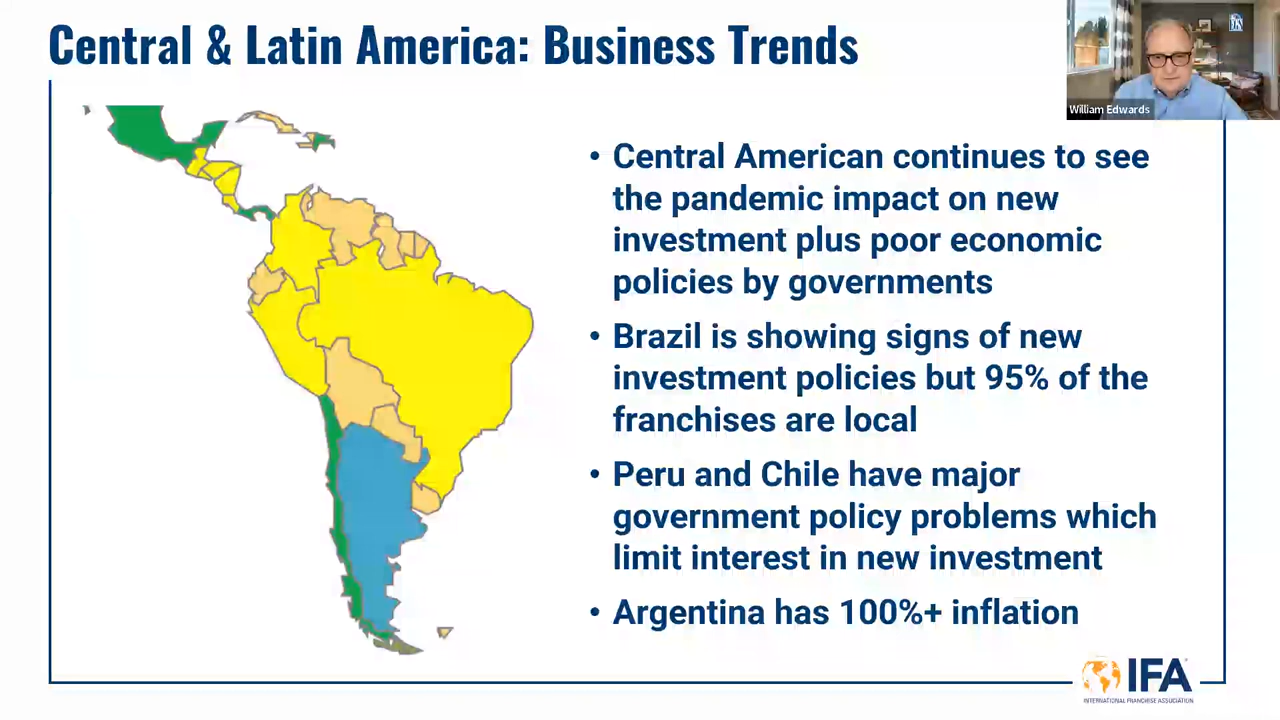 Central & Latin America: Business Trends
William Edwards
• Central American continues to see
the pandemic impact on new
investment plus poor economic
policies by governments
• Brazil is showing signs of new
investment policies but 95% of the
franchises are local
• Peru and Chile have major
government policy problems which
limit interest in new investment
• Argentina has 100%+ inflation
IFA
INTERNATIONAL FRANCHISE ASSOCIATION